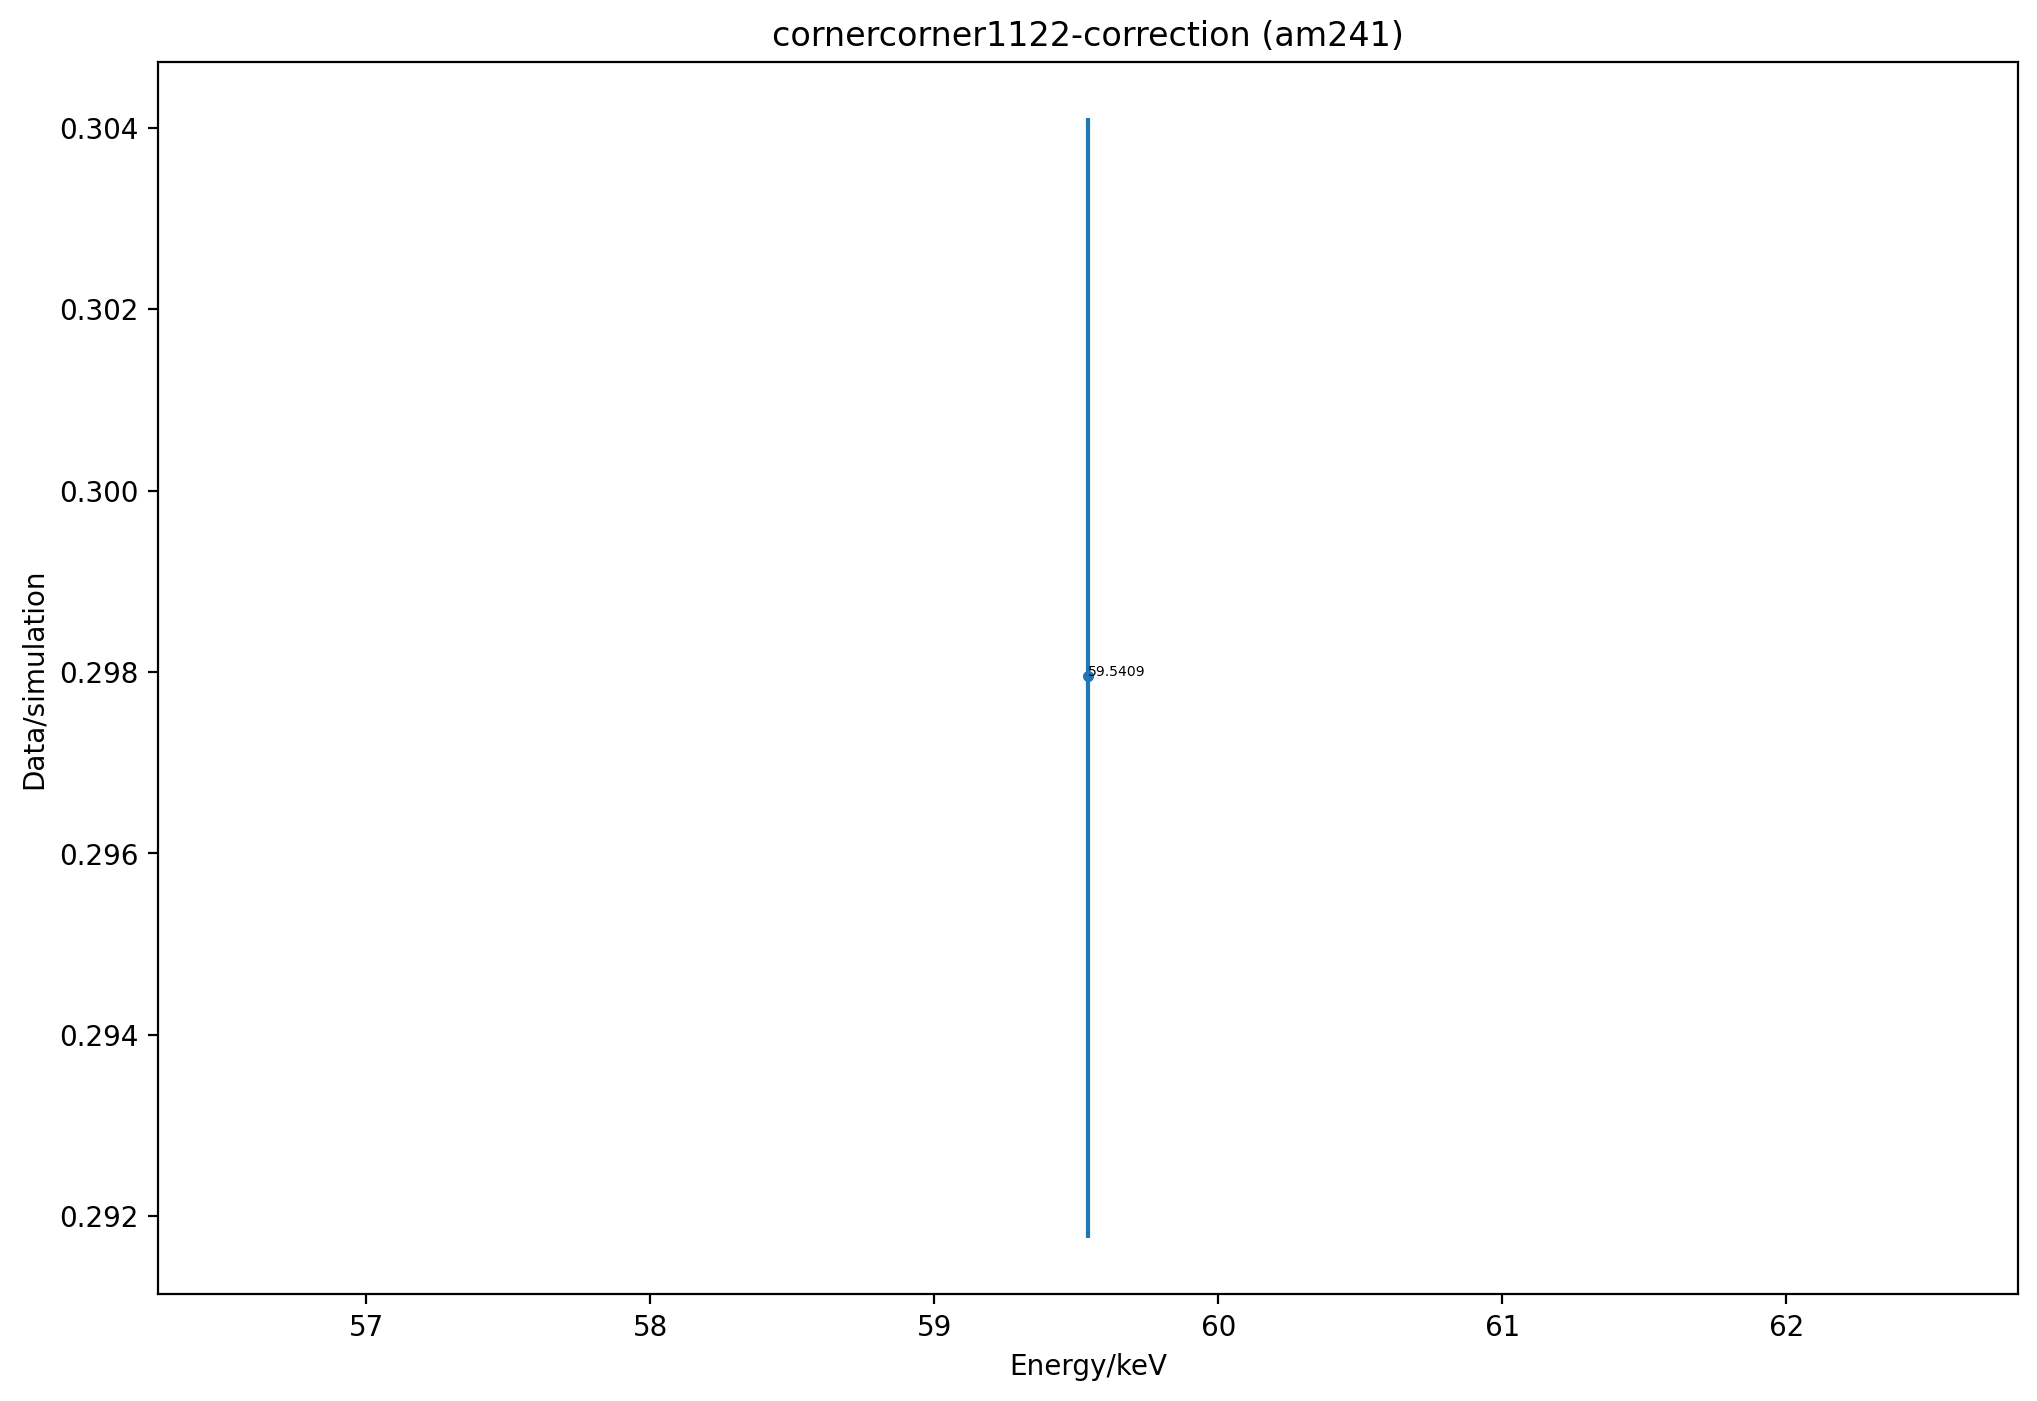 cornercorner1122-correction (am241)
0.304
0.302
0.300
0.298
0.296
0.294
0.292
Data/simulation
59.5409
57 58 59 60 61 62
Energy/keV